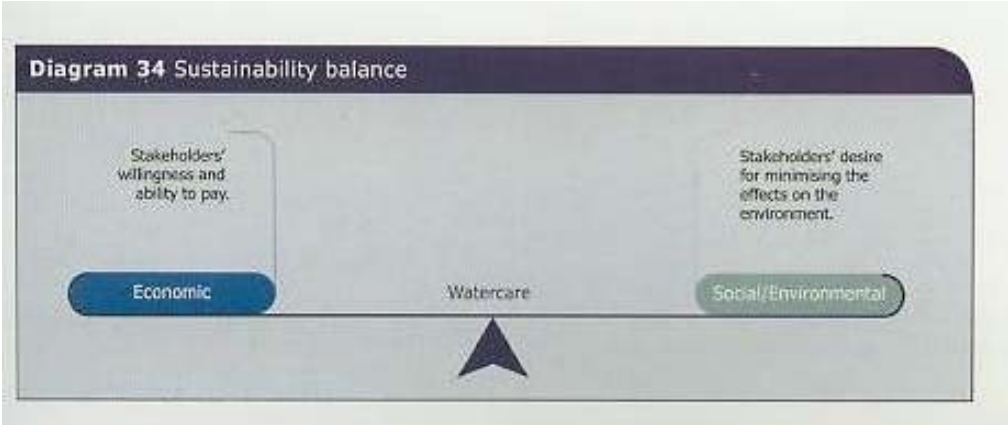 Diagram 34 Sustainability balance
Stakeholders'
willingness and
ability to pay.
Stakeholders' desire
for minimising the
effects on the
environment.
Economic
Watercare
Social/Environmental